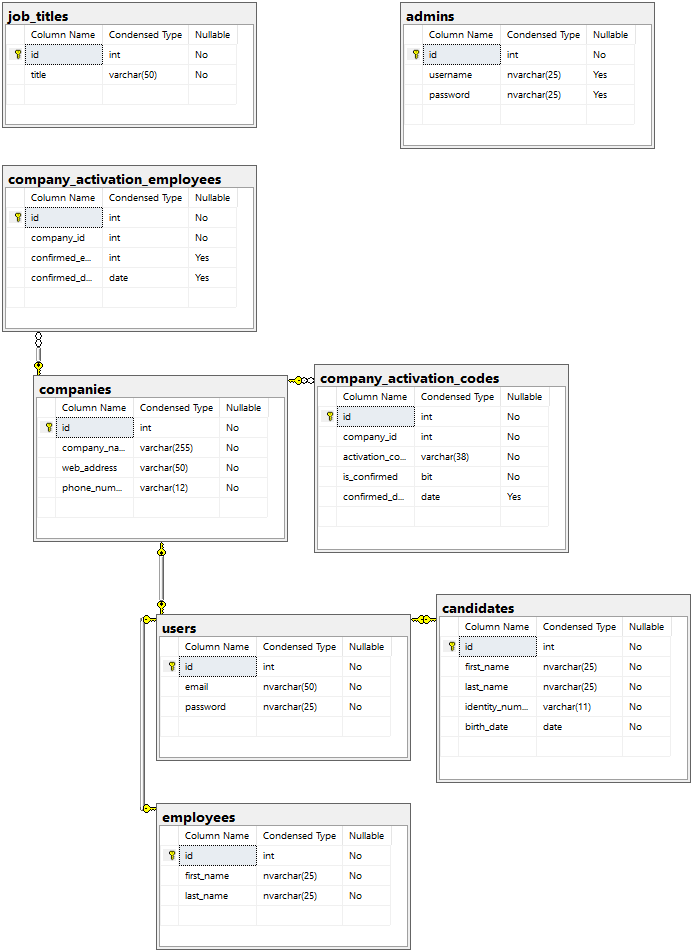 job_titles
Column Name Condensed Type Nullable
id int No
title varchar(50) No
admins
Column Name Condensed Type Nullable
id int No
username nvarchar(25) Yes
password nvarchar(25) Yes
company_activation_employees
Column Name Condensed Type Nullable
id int No
company_id int No
confirmed_e... int Yes
confirmed_d... date Yes
companies
Column Name Condensed Type Nullable
id int No
company_na... varchar(255) No
web_address varchar(50) No
phone_num... varchar(12) No
company_activation_codes
Column Name Condensed Type Nullable
id int No
company_id int No
activation_co... varchar(38) No
is_confirmed bit No
confirmed_d... date Yes
users
Column Name Condensed Type Nullable
id int No
email nvarchar(50) No
password nvarchar(25) No
candidates
Column Name Condensed Type Nullable
id int No
first_name nvarchar(25) No
last_name nvarchar(25) No
identity_num... varchar(11) No
birth_date date No
employees
Column Name Condensed Type Nullable
id int No
first_name nvarchar(25) No
last_name nvarchar(25) No